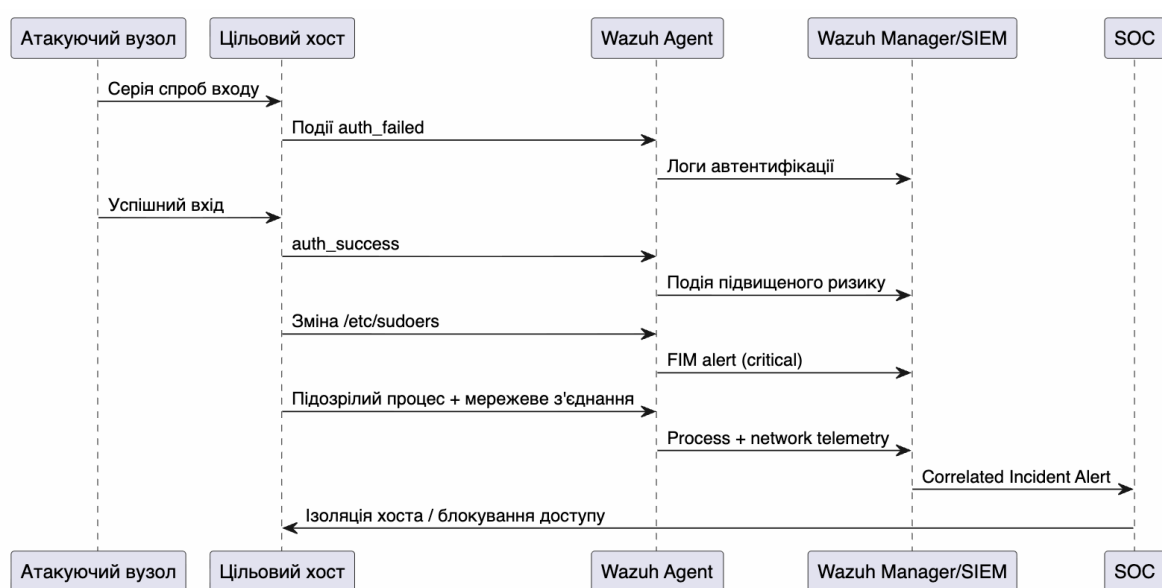 Атакуючий вузол
Цільовий хост
Wazuh Agent
Wazuh Manager/SIEM
SOC
Серія спроб входу
Події auth_failed
Логи автентифікації
Успішний вхід
auth_success
Подія підвищеного ризику
Зміна /etc/sudoers
FIM alert (critical)
Підозрілий процес + мережеве з'єднання
Process + network telemetry
Correlated Incident Alert
Ізоляція хоста / блокування доступу
Атакуючий вузол
Цільовий хост
Wazuh Agent
Wazuh Manager/SIEM
SOC